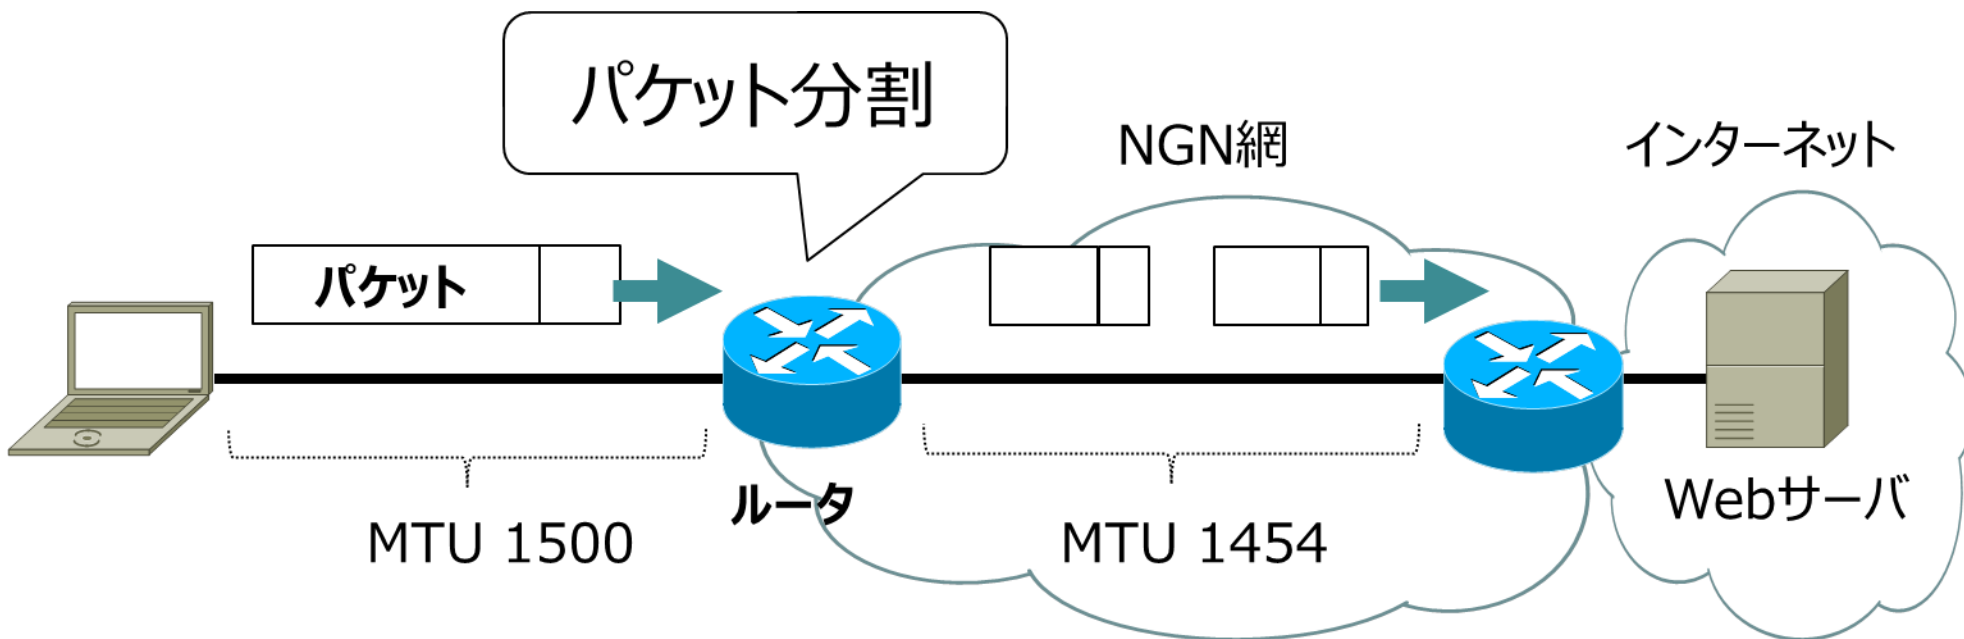 パケット分割
NGN網
インターネット
パケット
ルータ
Webサーバ
MTU 1500
MTU 1454